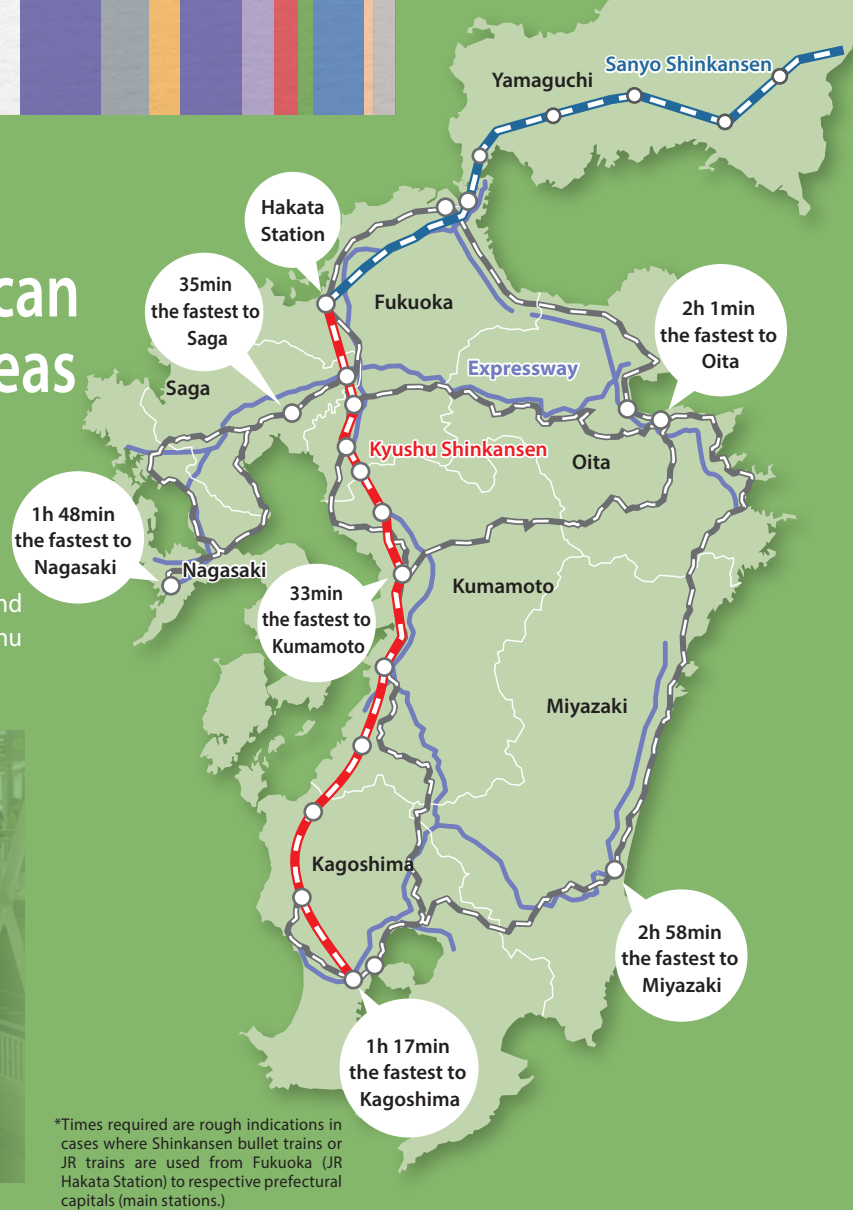 Sanyo Shinkansen
Yamaguchi
Hakata
Station
can
eas
35min
the fastest to
Saga
Fukuoka
2h 1min
the fastest to
Oita
Expressway
Saga
Kyushu Shinkansen
Oita
1h 48min
the fastest to
Nagasaki
Nagasaki
Kumamoto
33min
the fastest to
Kumamoto
nd
nu
Miyazaki
Kagoshima
2h 58min
the fastest to
Miyazaki
1h 17min
the fastest to
Kagoshima
*Times required are rough indications in
cases where Shinkansen bullet trains or
JR trains are used from Fukuoka (JR
Hakata Station) to respective prefectural
capitals (main stations.)